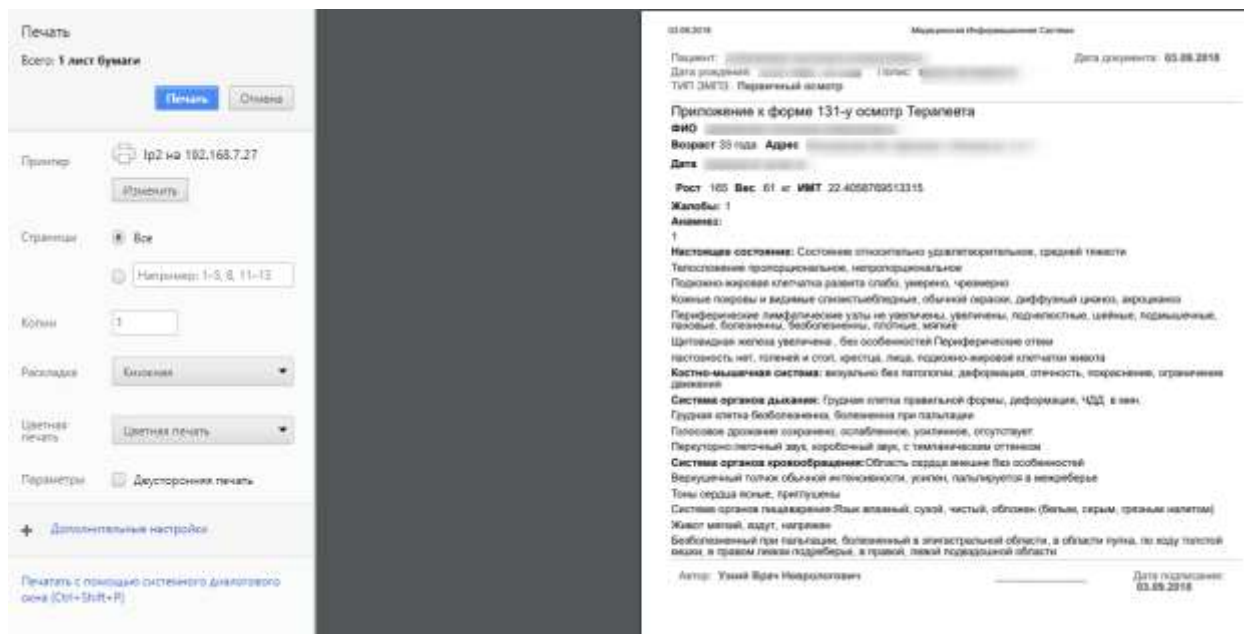 Печать
Всего: 1 лист бумаги
Печать Отмена
Принтер lp2 на 192.168.7.27
Изменить
Страницы Все
Например: 1-5, 8, 11-13
Копии 1
Раскладка Книжная
Цветная печать Цветная печать
Параметры Двусторонняя печать
+ Дополнительные настройки
Печатать с помощью системного диалогового
окна (Ctrl+Shift+P)
03.09.2018 Медицинская Информационная Система
Пациент: Дата документа: 03.09.2018
Дата рождения: Полис:
ТИП ЭМПЗ: Первичный осмотр
Приложение к форме 131-у осмотр Терапевта
ФИО
Возраст 33 года Адрес
Дата
Рост 165 Вес 61 кг ИМТ 22.4058769513315
Жалобы: 1
Анамнез:
1
Настоящее состояние: Состояние относительно удовлетворительное, средней тяжести
Телосложение пропорциональное, непропорциональное
Подкожно-жировая клетчатка развита слабо, умерено, чрезмерно
Кожные покровы и видимые слизистыебледные, обычной окраски, диффузный цианоз, акроцианоз
Периферические лимфатические узлы не увеличены, увеличены, подчелюстные, шейные, подмышечные,
паховые, болезненны, безболезненны, плотные, мягкие
Щитовидная железа увеличена , без особенностей Периферические отеки
пастозность нет, голеней и стоп, крестца, лица, подкожно-жировой клетчатки живота
Костно-мышечная система: визуально без патологии, деформация, отечность, покраснение, ограничение
движения
Система органов дыхания: Грудная клетка правильной формы, деформация, ЧДД в мин.
Грудная клетка безболезненна, болезненна при пальпации
Голосовое дрожание сохранено, ослабленное, усиленное, отсутствует
Перкуторно:легочный звук, коробочный звук, с тимпаническим оттенком
Система органов кровообращения:Область сердца внешне без особенностей
Верхушечный толчок обычной интенсивности, усилен, пальпируется в межреберье
Тоны сердца ясные, приглушены
Система органов пищеварения:Язык влажный, сухой, чистый, обложен (белым, серым, грязным налетом)
Живот мягкий, вздут, напряжен
Безболезненный при пальпации, болезненный в эпигастральной области, в области пупка, по ходу толстой
кишки, в правом левом подреберье, в правой, левой подвздошной области
Автор: Узкий Врач Неврологович Дата подписания:
03.09.2018